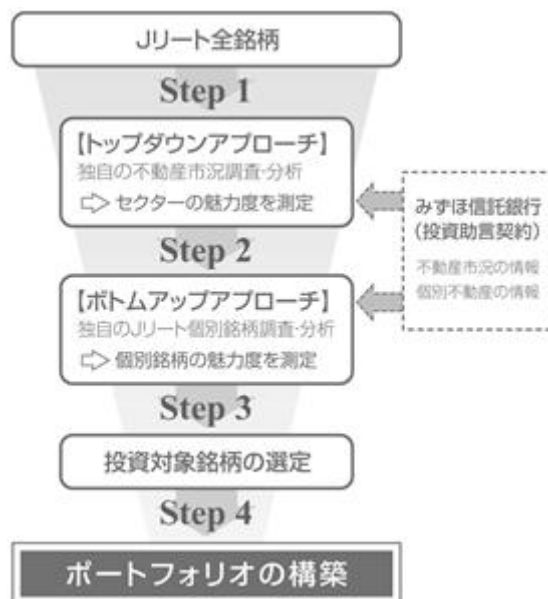 Jリート全銘柄
Step 1
【トップダウンアプローチ】
独自の不動産市況調査・分析
⇨ セクターの魅力度を測定
Step 2
【ボトムアップアプローチ】
独自のJリート個別銘柄調査・分析
⇨ 個別銘柄の魅力度を測定
みずほ信託銀行
（投資助言契約）
不動産市況の情報
個別不動産の情報
Step 3
投資対象銘柄の選定
Step 4
ポートフォリオの構築